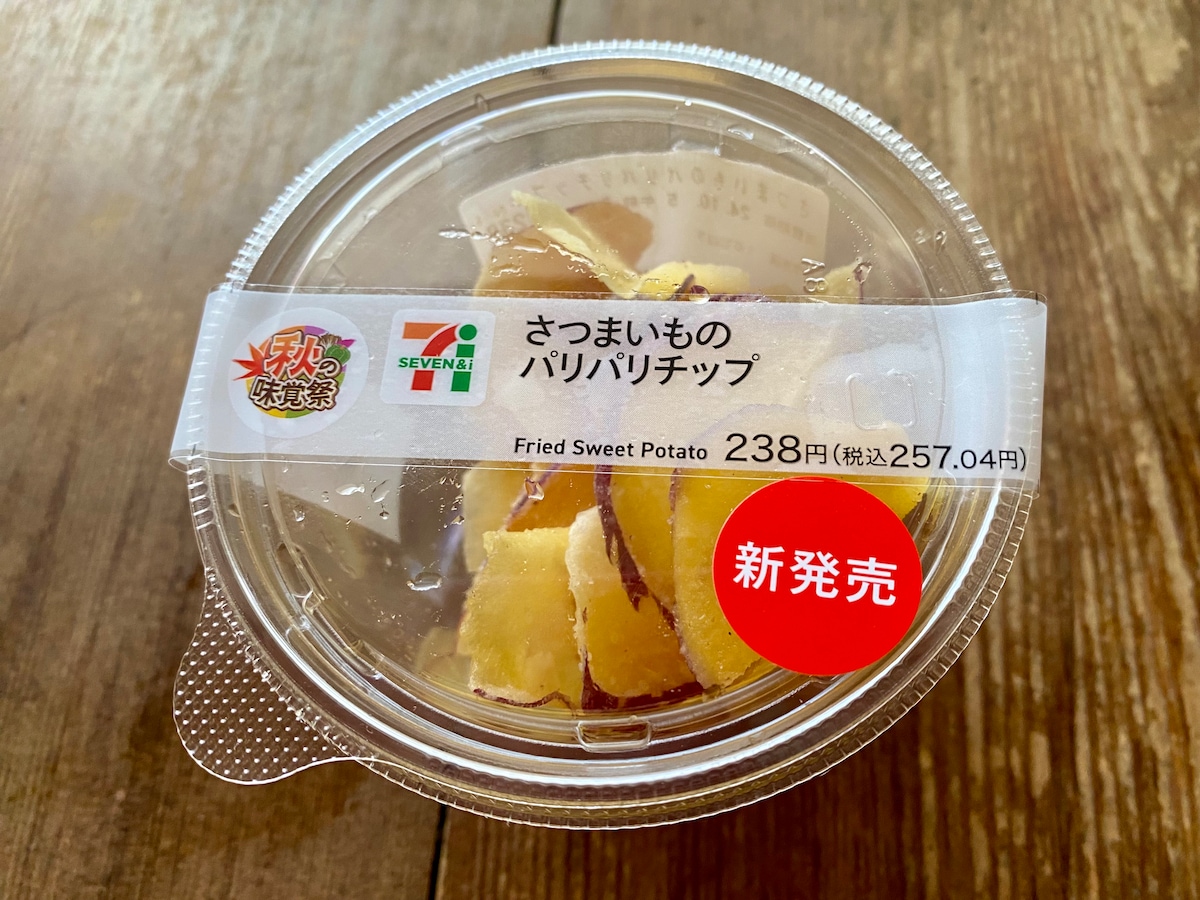 秋の
味覚祭
SEVEN&i
さつまいもの
パリパリチップ
Fried Sweet Potato 238円(税込257.04円)
新発売